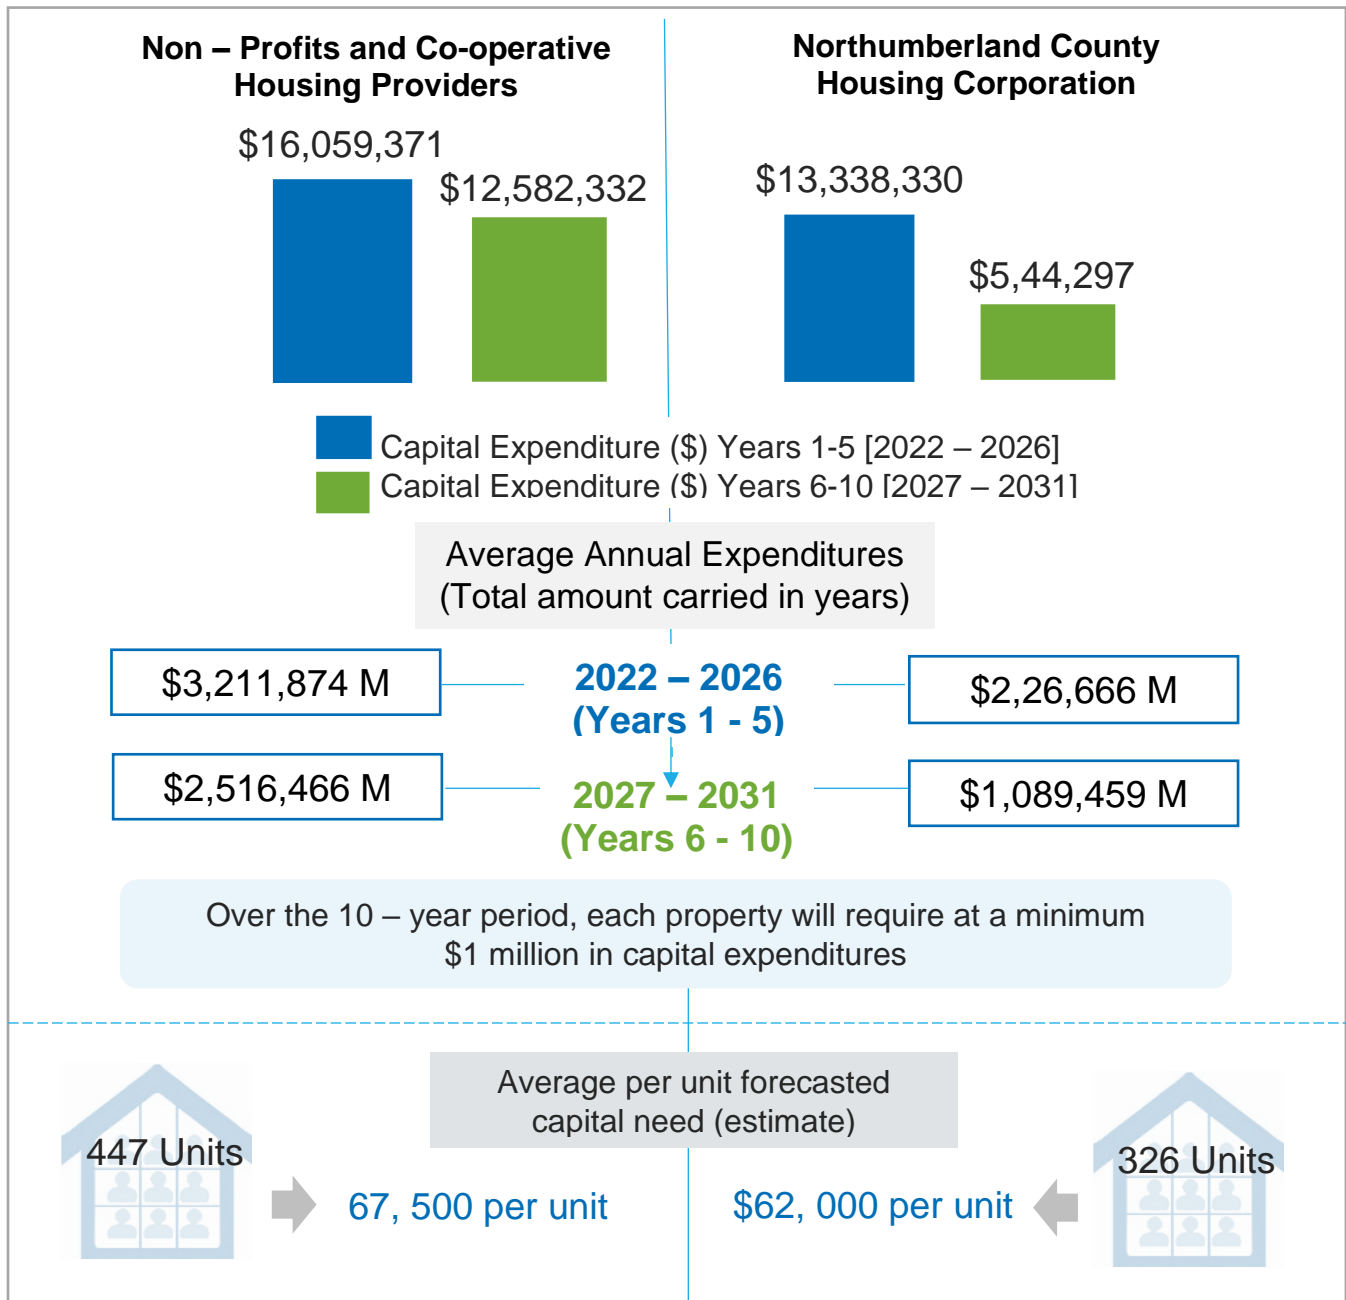 Non – Profits and Co-operative
Housing Providers
Northumberland County
Housing Corporation
$16,059,371
$12,582,332
$13,338,330
$5,44,297
Capital Expenditure ($) Years 1-5 [2022 – 2026]
Capital Expenditure ($) Years 6-10 [2027 – 2031]
Average Annual Expenditures
(Total amount carried in years)
$3,211,874 M
2022 – 2026
(Years 1 - 5)
$2,26,666 M
$2,516,466 M
2027 – 2031
(Years 6 - 10)
$1,089,459 M
Over the 10 – year period, each property will require at a minimum
$1 million in capital expenditures
Average per unit forecasted
capital need (estimate)
447 Units
67, 500 per unit
$62, 000 per unit
326 Units